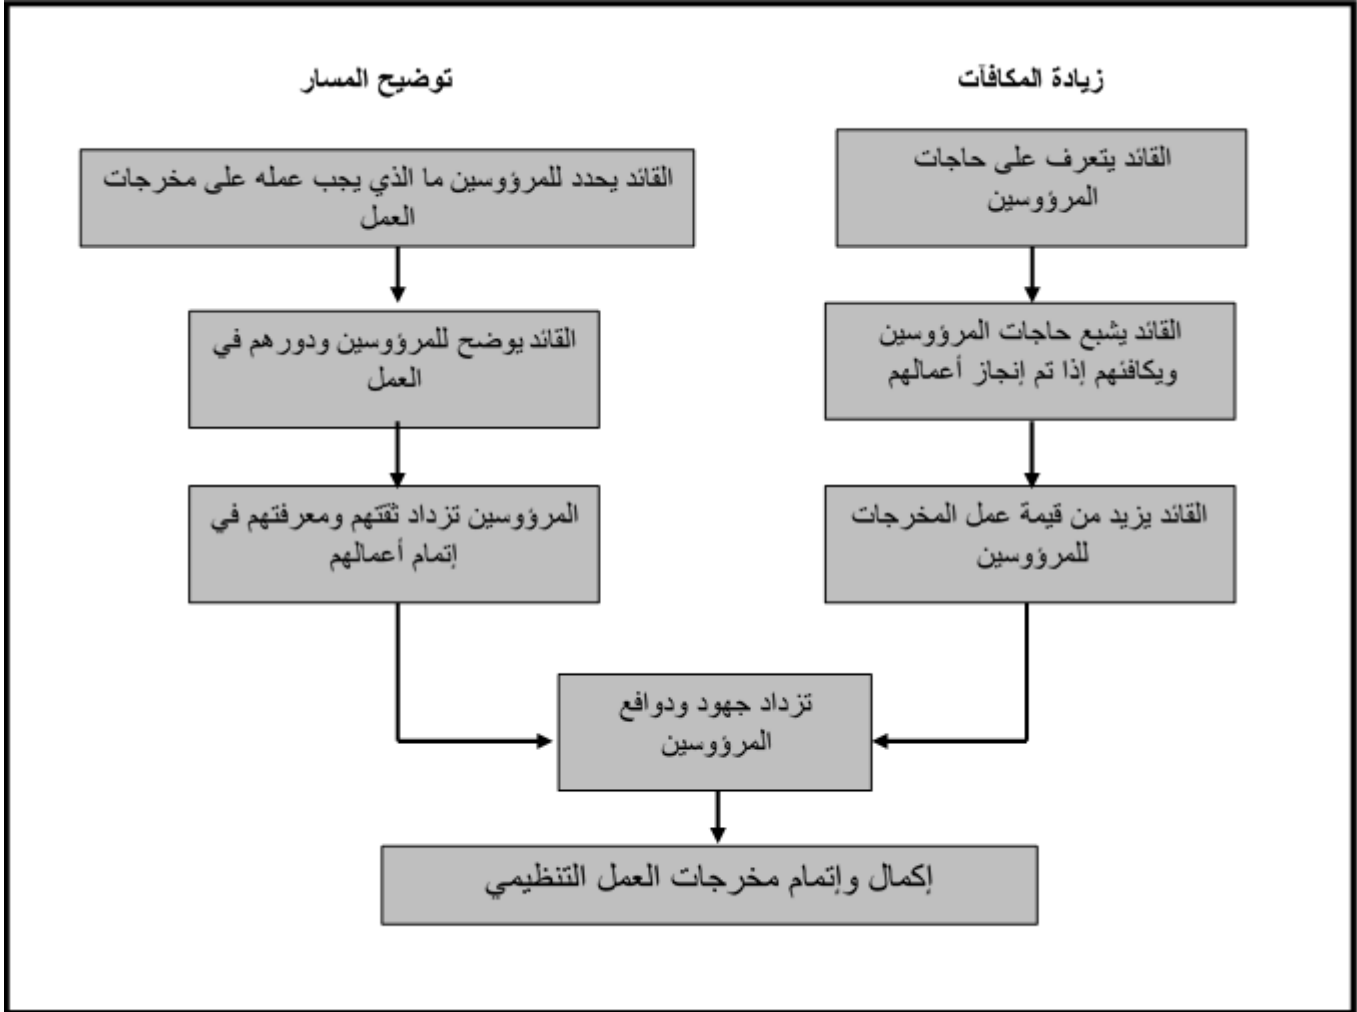 زيادة المكافآت
القائد يتعرف على حاجات
المرؤوسين
القائد يشبع حاجات المرؤوسين
ويكافئهم إذا تم إنجاز أعمالهم
القائد يزيد من قيمة عمل المخرجات
للمرؤوسين
توضيح المسار
القائد يحدد للمرؤوسين ما الذي يجب عمله على مخرجات
العمل
القائد يوضح للمرؤوسين ودورهم في
العمل
المرؤوسين تزداد ثقتهم ومعرفتهم في
إتمام أعمالهم
تزداد جهود ودوافع
المرؤوسين
إكمال وإتمام مخرجات العمل التنظيمي